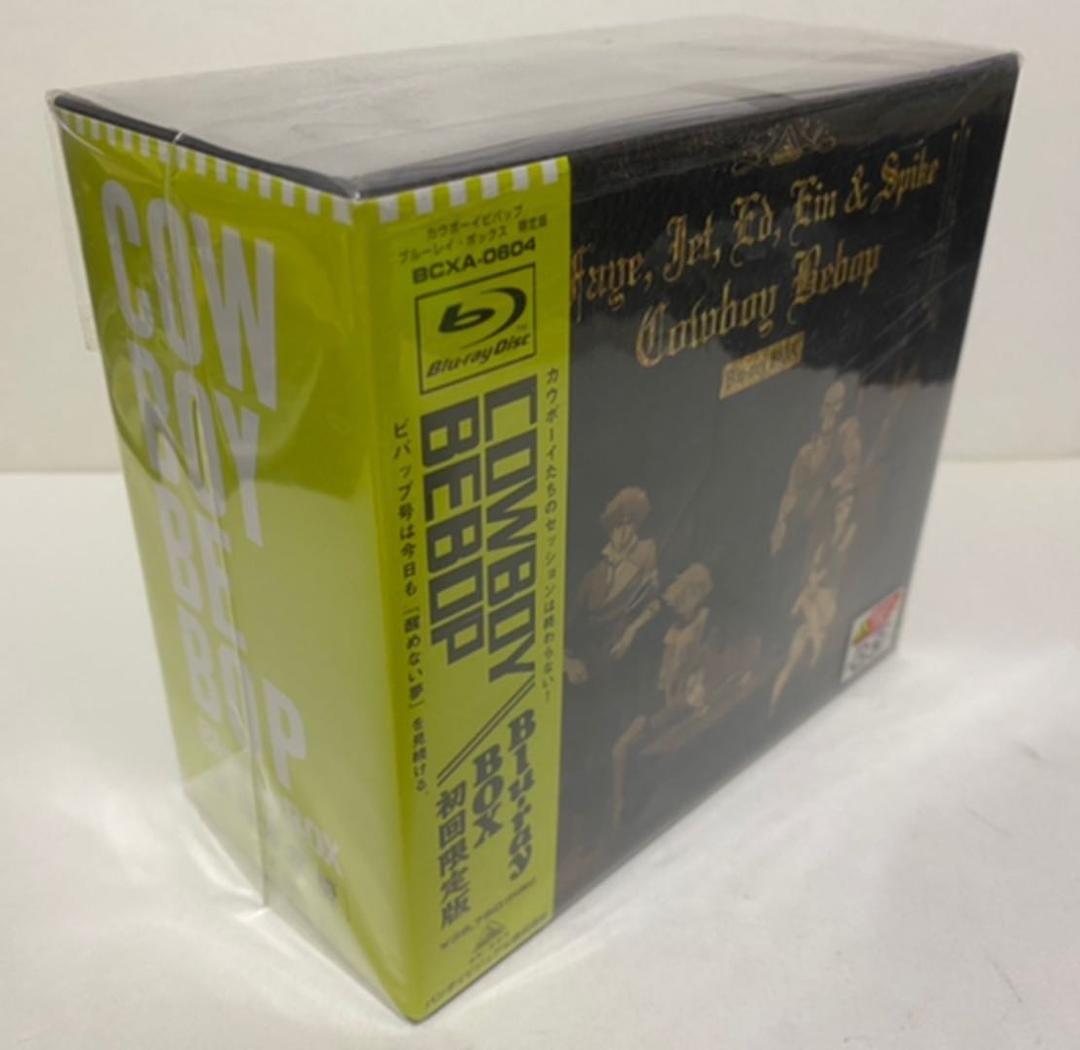 COW
BOY
BE
BOP
BOX
カウボーイビバップ
ブルーレイ・ボックス 限定版
BCXA-0604
Blu-ray Disc
カウボーイたちのセッションは終わらない!
COWBOY
BEBOP
Blu-ray
BOX
初回限定版
ビバップ号は今日も「醒めない夢」を見続ける。
Faye, Jet, Ed, Ein & Spike
Cowboy Bebop